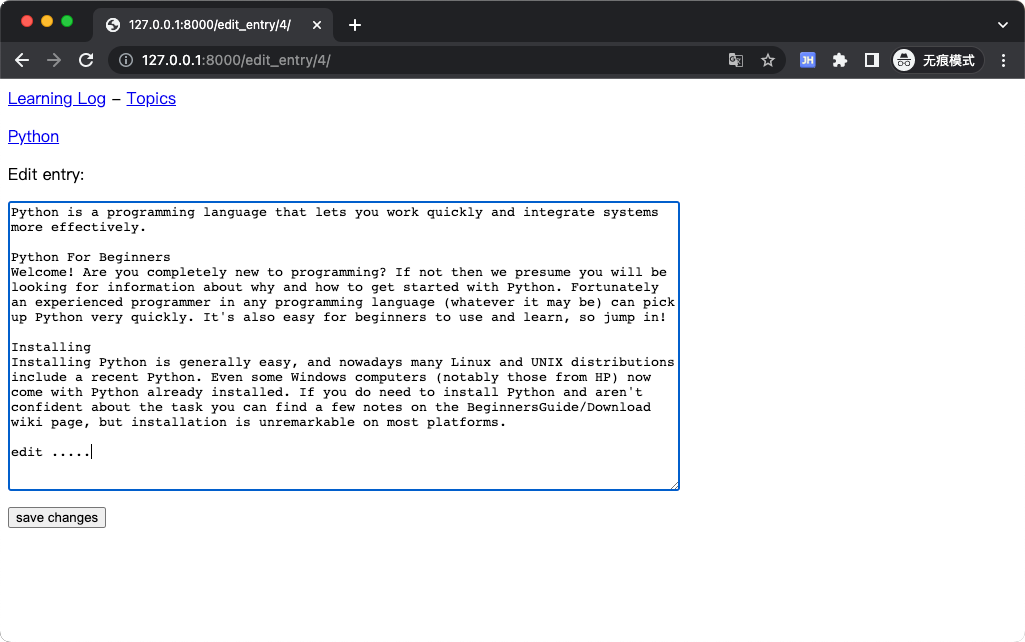 127.0.0.1:8000/edit_entry/4/
127.0.0.1:8000/edit_entry/4/
JH
无痕模式
Learning Log - Topics
Python
Edit entry:
Python is a programming language that lets you work quickly and integrate systems
more effectively.
Python For Beginners
Welcome! Are you completely new to programming? If not then we presume you will be
looking for information about why and how to get started with Python. Fortunately
an experienced programmer in any programming language (whatever it may be) can pick
up Python very quickly. It's also easy for beginners to use and learn, so jump in!
Installing
Installing Python is generally easy, and nowadays many Linux and UNIX distributions
include a recent Python. Even some Windows computers (notably those from HP) now
come with Python already installed. If you do need to install Python and aren't
confident about the task you can find a few notes on the BeginnersGuide/Download
wiki page, but installation is unremarkable on most platforms.
edit .....
save changes